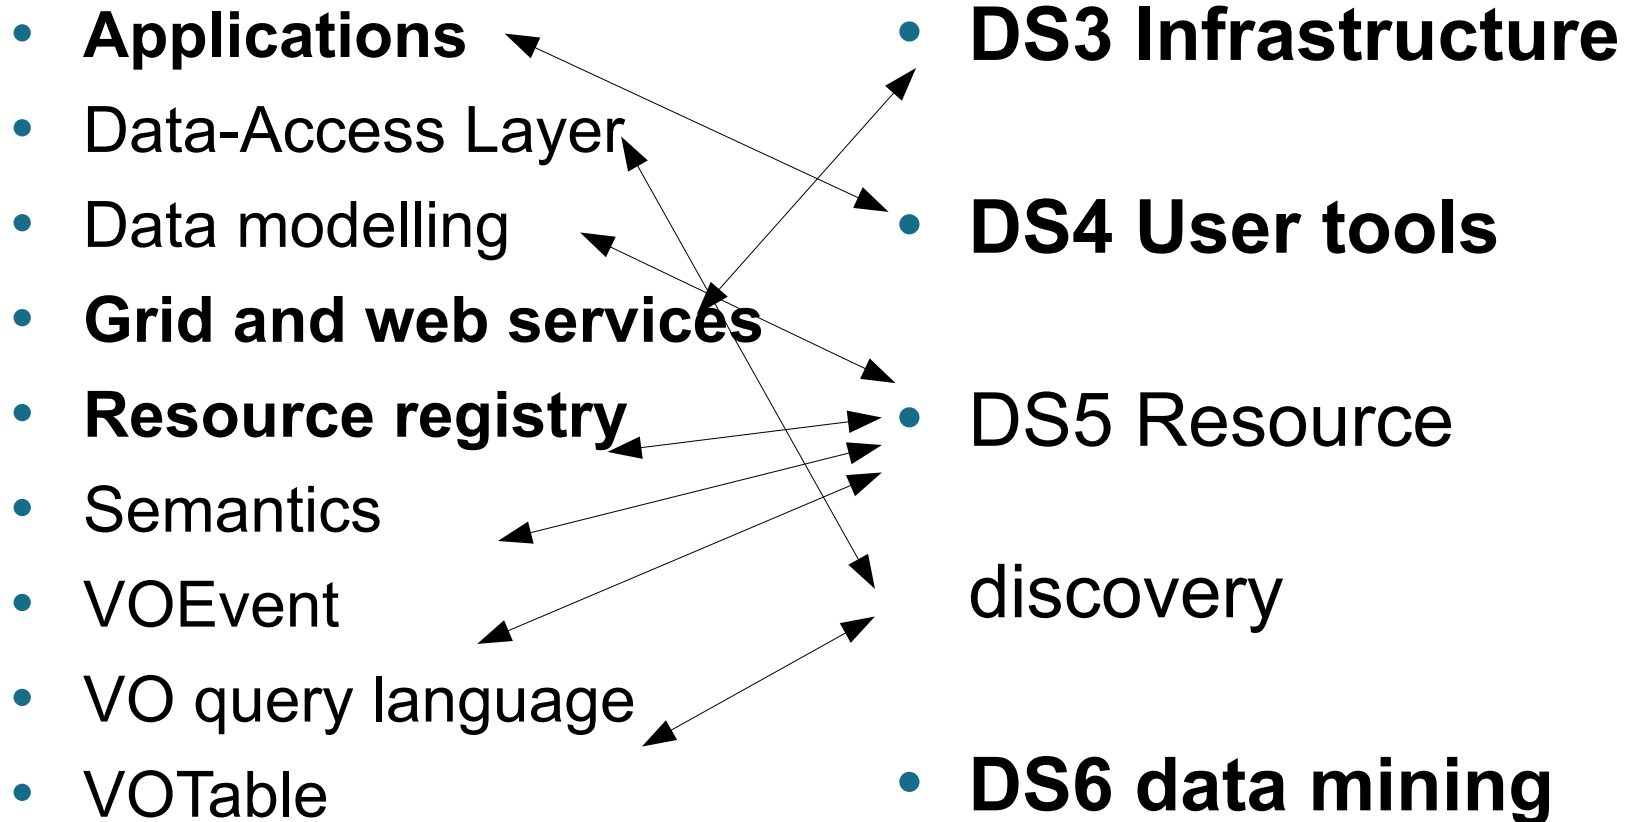 • Applications
• Data-Access Layer
• Data modelling
• Grid and web services
• Resource registry
• Semantics
• VOEvent
• VO query language
• VOTable
• DS3 Infrastructure
• DS4 User tools
• DS5 Resource
discovery
• DS6 data mining